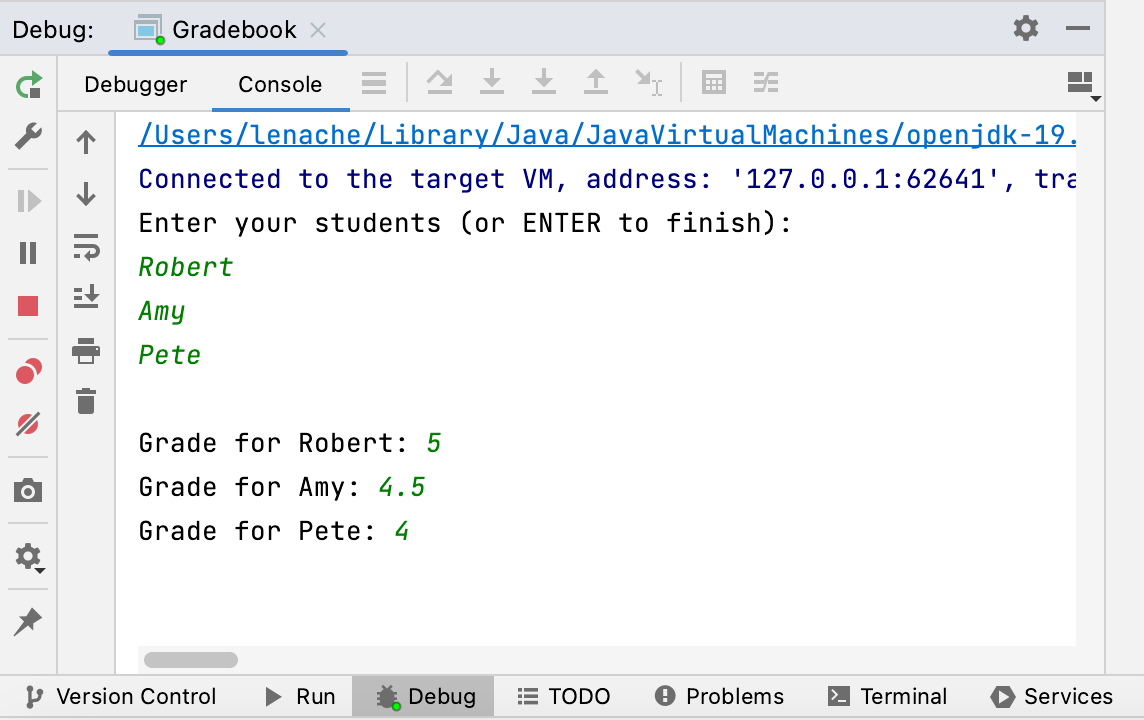 Debug: Gradebook
Debugger Console
/Users/lenache/Library/Java/JavaVirtualMachines/openjdk-19.
Connected to the target VM, address: '127.0.0.1:62641', tra
Enter your students (or ENTER to finish):
Robert
Amy
Pete
Grade for Robert: 5
Grade for Amy: 4.5
Grade for Pete: 4
Version Control Run Debug TODO Problems Terminal Services